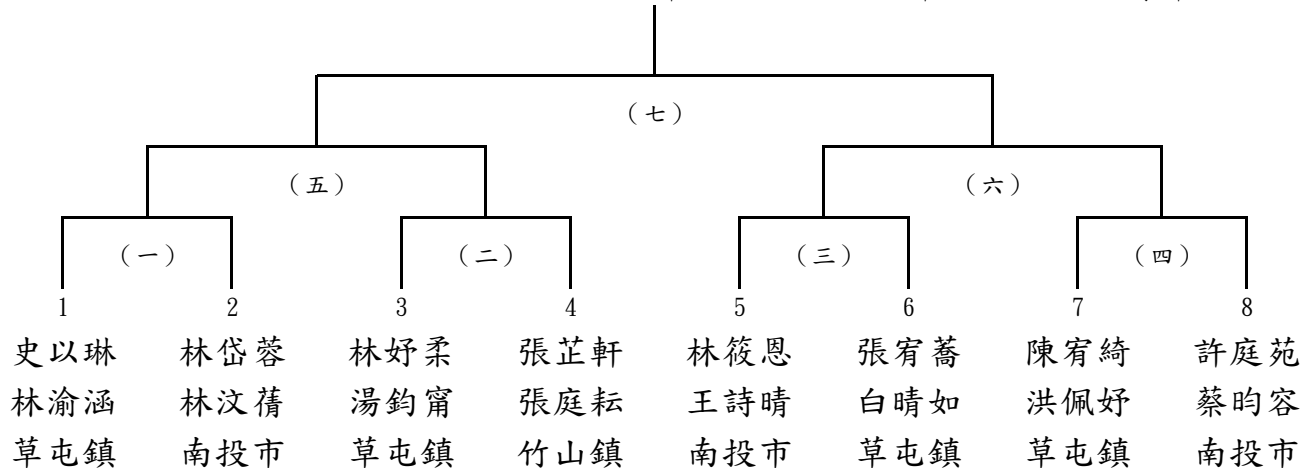 （七）
（五） （六）
（一） （二） （三） （四）
1 2 3 4 5 6 7 8
史以琳 林岱蓉 林妤柔 張芷軒 林筱恩 張宥蕎 陳宥綺 許庭苑
林渝涵 林汶蒨 湯鈞甯 張庭耘 王詩晴 白晴如 洪佩妤 蔡昀容
草屯鎮 南投市 草屯鎮 竹山鎮 南投市 草屯鎮 草屯鎮 南投市